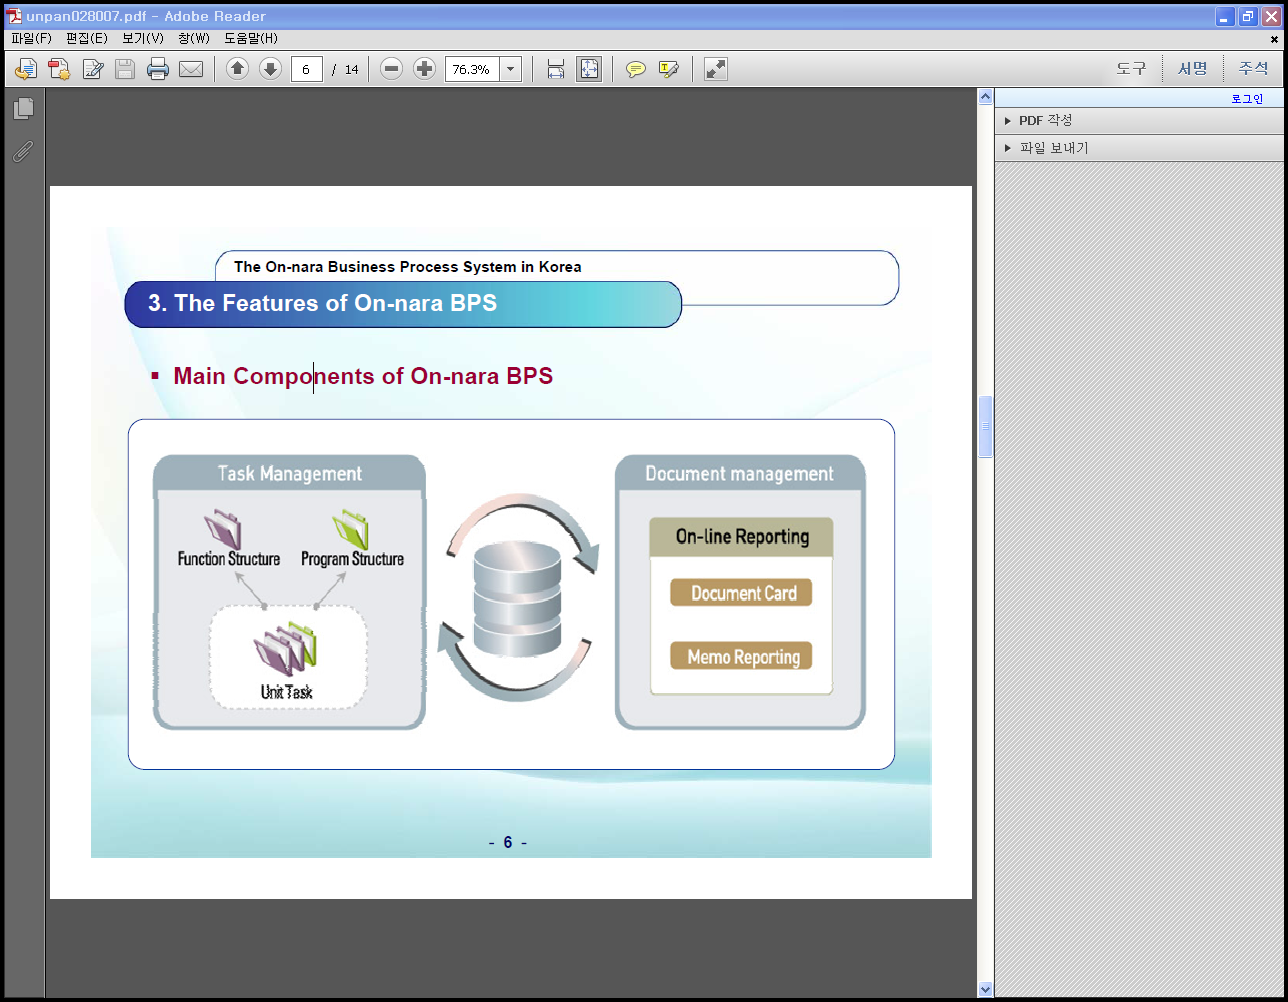 unpan028007.pdf - Adobe Reader
파일(F) 편집(E) 보기(V) 창(W) 도움말(H)
6 / 14 76.3% 도구 서명 주석
로그인
PDF 작성
파일 보내기
The On-nara Business Process System in Korea
3. The Features of On-nara BPS
▪ Main Components of On-nara BPS
Task Management
Function Structure Program Structure
Unit Task
Document management
On-line Reporting
Document Card
Memo Reporting
- 6 -